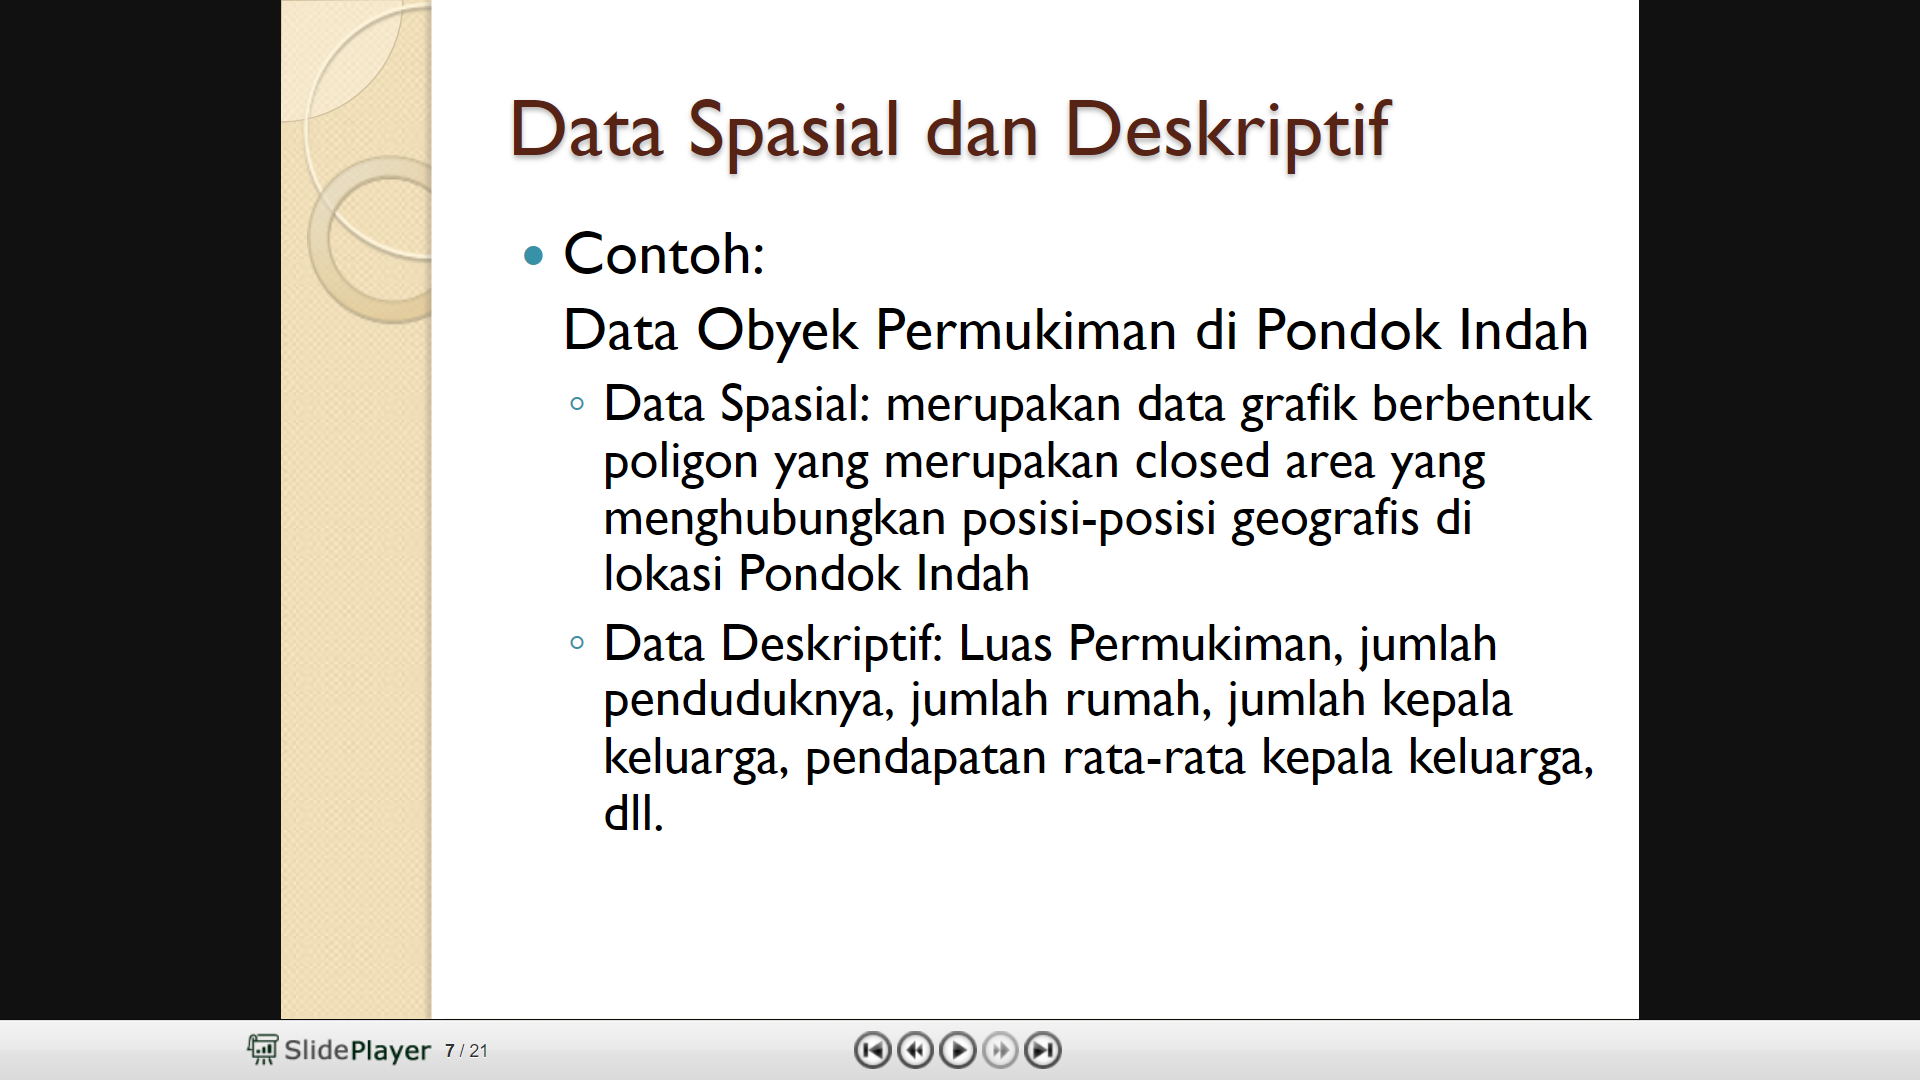 Data Spasial dan Deskriptif
Contoh:
Data Obyek Permukiman di Pondok Indah
Data Spasial: merupakan data grafik berbentuk
poligon yang merupakan closed area yang
menghubungkan posisi-posisi geografis di
lokasi Pondok Indah
Data Deskriptif: Luas Permukiman, jumlah
penduduknya, jumlah rumah, jumlah kepala
keluarga, pendapatan rata-rata kepala keluarga,
dll.
SlidePlayer 7 / 21